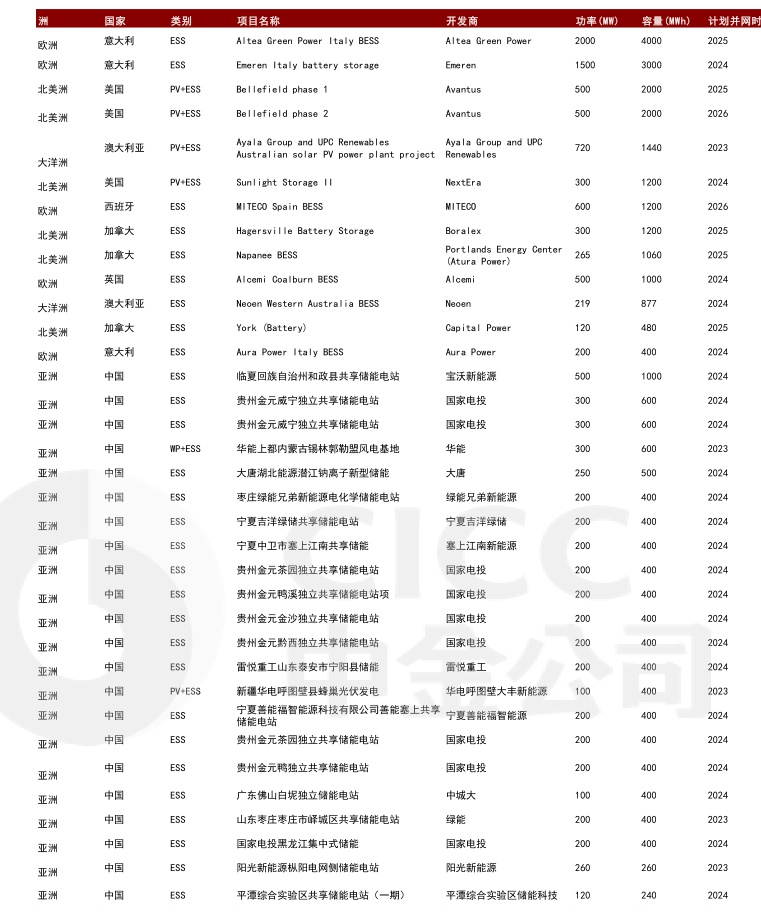 洲 国家 类别 项目名称 开发商 功率(MW) 容量(MWh) 计划并网时
欧洲 意大利 ESS Altea Green Power Italy BESS Altea Green Power 2000 4000 2025
欧洲 意大利 ESS Emeren Italy battery storage Emeren 1500 3000 2024
北美洲 美国 PV+ESS Bellefield phase 1 Avantus 500 2000 2025
北美洲 美国 PV+ESS Bellefield phase 2 Avantus 500 2000 2026
大洋洲 澳大利亚 PV+ESS Ayala Group and UPC Renewables Australian solar PV power plant project Ayala Group and UPC Renewables 720 1440 2023
北美洲 美国 PV+ESS Sunlight Storage II NextEra 300 1200 2024
欧洲 西班牙 ESS MITECO Spain BESS MITECO 600 1200 2026
北美洲 加拿大 ESS Hagersville Battery Storage Boralex 300 1200 2025
北美洲 加拿大 ESS Napanee BESS Portlands Energy Center (Atura Power) 265 1060 2025
欧洲 英国 ESS Alcemi Coalburn BESS Alcemi 500 1000 2024
大洋洲 澳大利亚 ESS Neoen Western Australia BESS Neoen 219 877 2024
北美洲 加拿大 ESS York (Battery) Capital Power 120 480 2025
欧洲 意大利 ESS Aura Power Italy BESS Aura Power 200 400 2024
亚洲 中国 ESS 临夏回族自治州和政县共享储能电站 宝沃新能源 500 1000 2024
亚洲 中国 ESS 贵州金元威宁独立共享储能电站 国家电投 300 600 2024
中国 ESS 贵州金元威宁独立共享储能电站 国家电投 300 600 2024
亚洲 中国 WP+ESS 华能上都内蒙古锡林郭勒盟风电基地 华能 300 600 2023
亚洲 中国 ESS 大唐湖北能源潜江钠离子新型储能 大唐 250 500 2024
亚洲 中国 ESS 枣庄绿能兄弟新能源电化学储能电站 绿能兄弟新能源 200 400 2024
亚洲 中国 ESS 宁夏吉洋绿储共享储能电站 宁夏吉洋绿储 200 400 2024
亚洲 中国 ESS 宁夏中卫市塞上江南共享储能 塞上江南新能源 200 400 2024
亚洲 中国 ESS 贵州金元茶园独立共享储能电站 国家电投 200 400 2024
亚洲 中国 ESS 贵州金元鸭溪独立共享储能电站项 国家电投 200 400 2024
亚洲 中国 ESS 贵州金元金沙独立共享储能电站 国家电投 200 400 2024
亚洲 中国 ESS 贵州金元黔西独立共享储能电站 国家电投 200 400 2024
亚洲 中国 ESS 雷悦重工山东泰安市宁阳县储能 雷悦重工 200 400 2024
亚洲 中国 PV+ESS 新疆华电呼图壁县蜂巢光伏发电 华电呼图壁大丰新能源 100 400 2023
亚洲 中国 ESS 宁夏善能福智能源科技有限公司善能塞上共享储能电站 宁夏善能福智能源 200 400 2024
亚洲 中国 ESS 贵州金元茶园独立共享储能电站 国家电投 200 400 2024
亚洲 中国 ESS 贵州金元鸭独立共享储能电站 国家电投 200 400 2024
亚洲 中国 ESS 广东佛山白坭独立储能电站 中城大 100 400 2024
亚洲 中国 ESS 山东枣庄枣庄市峄城区共享储能电站 绿能 200 400 2023
亚洲 中国 ESS 国家电投黑龙江集中式储能 国家电投 200 400 2024
亚洲 中国 ESS 阳光新能源枞阳电网侧储能电站 阳光新能源 260 260 2023
亚洲 中国 ESS 平潭综合实验区共享储能电站（一期） 平潭综合实验区储能科技 120 240 2024
CICC
中金公司